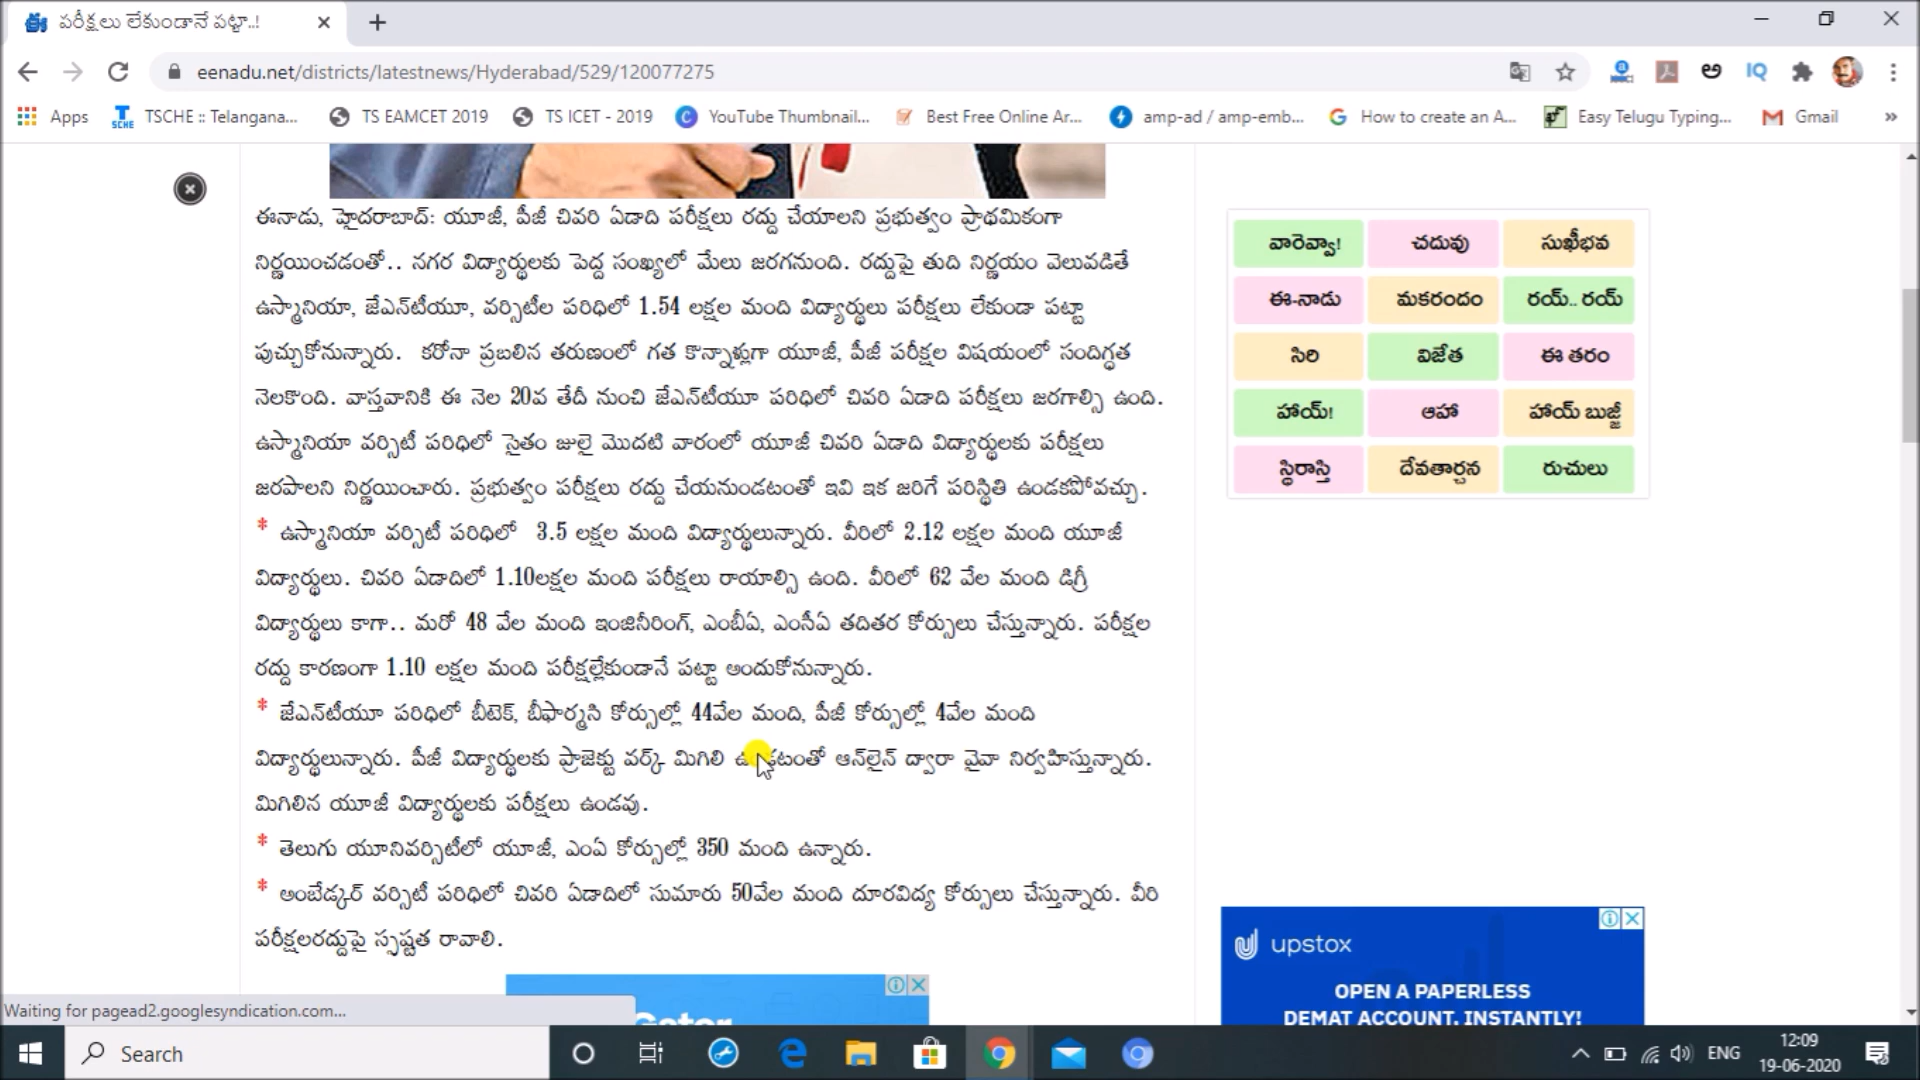 పరీక్షలు లేకుండానే పట్టా..!
eenadu.net/districts/latestnews/Hyderabad/529/120077275
Apps
TSCHE :: Telangana...
TS EAMCET 2019
TS ICET - 2019
YouTube Thumbnail...
Best Free Online Ar...
amp-ad / amp-emb...
How to create an A...
Easy Telugu Typing...
Gmail
ఈనాడు, హైదరాబాద్: యూజీ, పీజీ చివరి ఏడాది పరీక్షలు రద్దు చేయాలని ప్రభుత్వం ప్రాథమికంగా
నిర్ణయించడంతో.. నగర విద్యార్థులకు పెద్ద సంఖ్యలో మేలు జరగనుంది. రద్దుపై తుది నిర్ణయం వెలువడితే
ఉస్మానియా, జేఎన్‌టీయూ, వర్సిటీల పరిధిలో 1.54 లక్షల మంది విద్యార్థులు పరీక్షలు లేకుండా పట్టా
పుచ్చుకోనున్నారు. కరోనా ప్రబలిన తరుణంలో గత కొన్నాళ్లుగా యూజీ, పీజీ పరీక్షల విషయంలో సందిగ్ధత
నెలకొంది. వాస్తవానికి ఈ నెల 20వ తేదీ నుంచి జేఎన్‌టీయూ పరిధిలో చివరి ఏడాది పరీక్షలు జరగాల్సి ఉంది.
ఉస్మానియా వర్సిటీ పరిధిలో సైతం జులై మొదటి వారంలో యూజీ చివరి ఏడాది విద్యార్థులకు పరీక్షలు
జరపాలని నిర్ణయించారు. ప్రభుత్వం పరీక్షలు రద్దు చేయనుండటంతో ఇవి ఇక జరిగే పరిస్థితి ఉండకపోవచ్చు.
* ఉస్మానియా వర్సిటీ పరిధిలో 3.5 లక్షల మంది విద్యార్థులున్నారు. వీరిలో 2.12 లక్షల మంది యూజీ
విద్యార్థులు. చివరి ఏడాదిలో 1.10లక్షల మంది పరీక్షలు రాయాల్సి ఉంది. వీరిలో 62 వేల మంది డిగ్రీ
విద్యార్థులు కాగా.. మరో 48 వేల మంది ఇంజినీరింగ్, ఎంబీఏ, ఎంసీఏ తదితర కోర్సులు చేస్తున్నారు. పరీక్షల
రద్దు కారణంగా 1.10 లక్షల మంది పరీక్షల్లేకుండానే పట్టా అందుకోనున్నారు.
* జేఎన్‌టీయూ పరిధిలో బీటెక్, బీఫార్మసి కోర్సుల్లో 44వేల మంది, పీజీ కోర్సుల్లో 4వేల మంది
విద్యార్థులున్నారు. పీజీ విద్యార్థులకు ప్రాజెక్టు వర్క్ మిగిలి ఉండటంతో ఆన్‌లైన్ ద్వారా వైవా నిర్వహిస్తున్నారు.
మిగిలిన యూజీ విద్యార్థులకు పరీక్షలు ఉండవు.
* తెలుగు యూనివర్సిటీలో యూజీ, ఎంఏ కోర్సుల్లో 350 మంది ఉన్నారు.
* అంబేడ్కర్ వర్సిటీ పరిధిలో చివరి ఏడాదిలో సుమారు 50వేల మంది దూరవిద్య కోర్సులు చేస్తున్నారు. వీరి
పరీక్షలరద్దుపై స్పష్టత రావాలి.
వారెవ్వా! చదువు సుఖీభవ
ఈ-నాడు మకరందం రయ్.. రయ్
సిరి విజేత ఈ తరం
హాయ్! ఆహా హాయ్ బుజ్జీ
స్థిరాస్తి దేవతార్చన రుచులు
upstox
OPEN A PAPERLESS
DEMAT ACCOUNT. INSTANTLY!
Waiting for pagead2.googlesyndication.com...
Search
ENG
12:09
19-06-2020